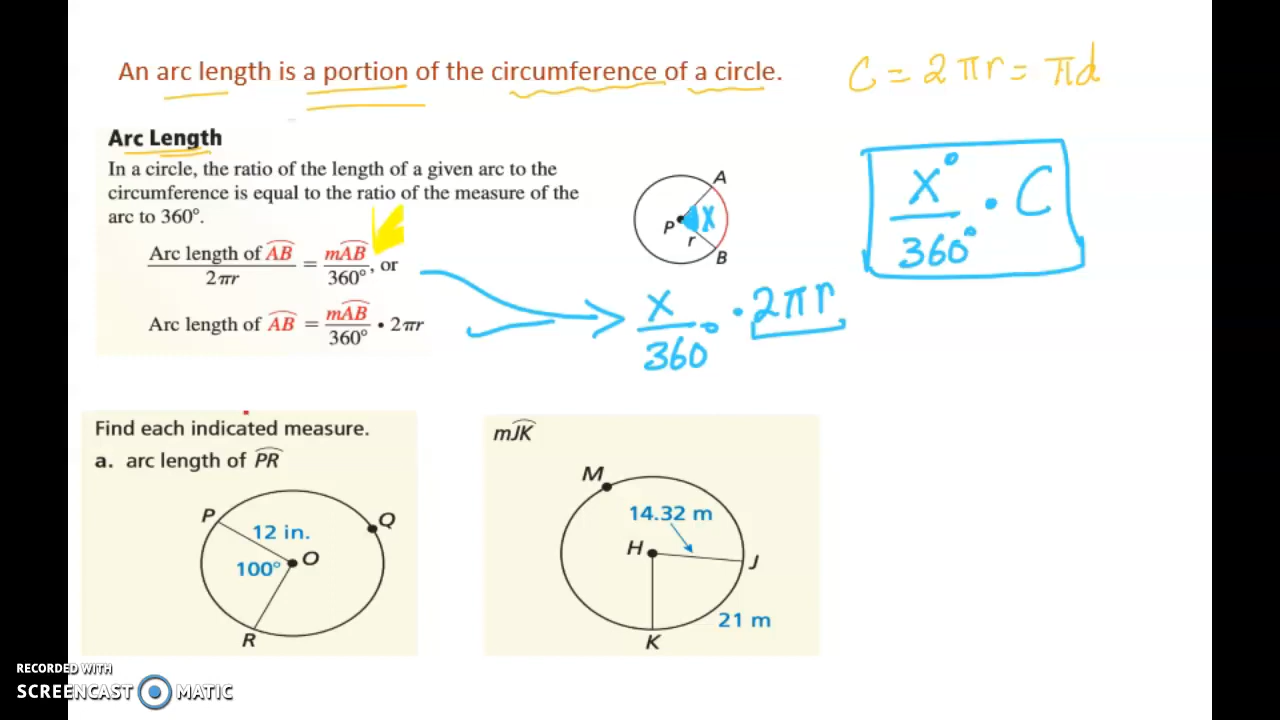 An arc length is a portion of the circumference of a circle.
C = 2πr = πd
Arc Length
In a circle, the ratio of the length of a given arc to the
circumference is equal to the ratio of the measure of the
arc to 360°.
Arc length of AB / 2πr = mAB / 360°, or
Arc length of AB = mAB / 360° • 2πr
A
P
X
r
B
x° / 360° • C
x / 360° • 2πr
Find each indicated measure.
a. arc length of PR
P
12 in.
Q
100°
O
R
mJK
M
14.32 m
H
J
21 m
K
RECORDED WITH
SCREENCAST MATIC